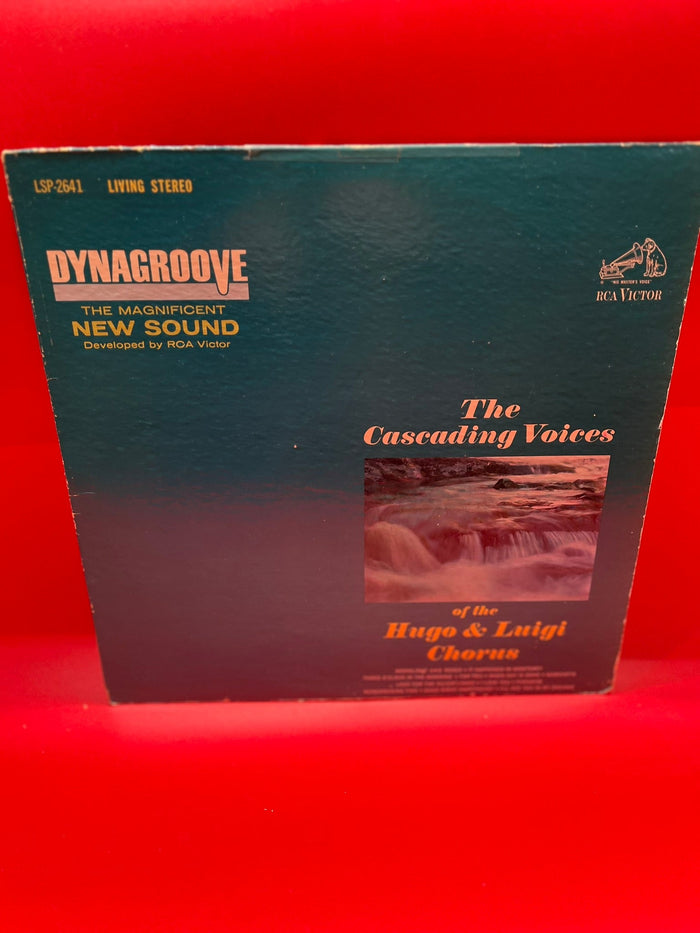 LSP-2641 LIVING STEREO
DYNAGROOVE
THE MAGNIFICENT
NEW SOUND
Developed by RCA Victor
"HIS MASTER'S VOICE"
RCA VICTOR
The
Cascading Voices
of the
Hugo & Luigi
Chorus